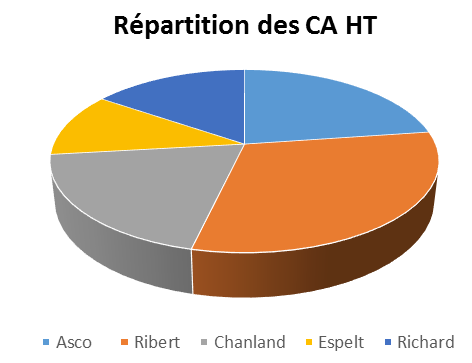 Répartition des CA HT
Asco Ribert Chanland Espelt Richard